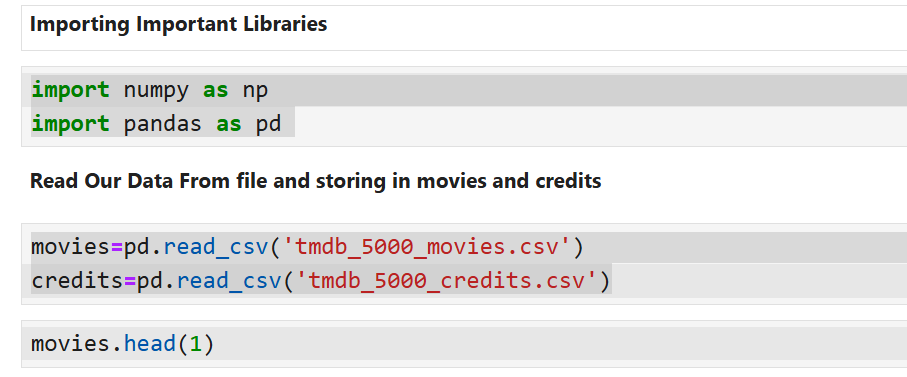 Importing Important Libraries
import numpy as np
import pandas as pd
Read Our Data From file and storing in movies and credits
movies=pd.read_csv('tmdb_5000_movies.csv')
credits=pd.read_csv('tmdb_5000_credits.csv')
movies.head(1)